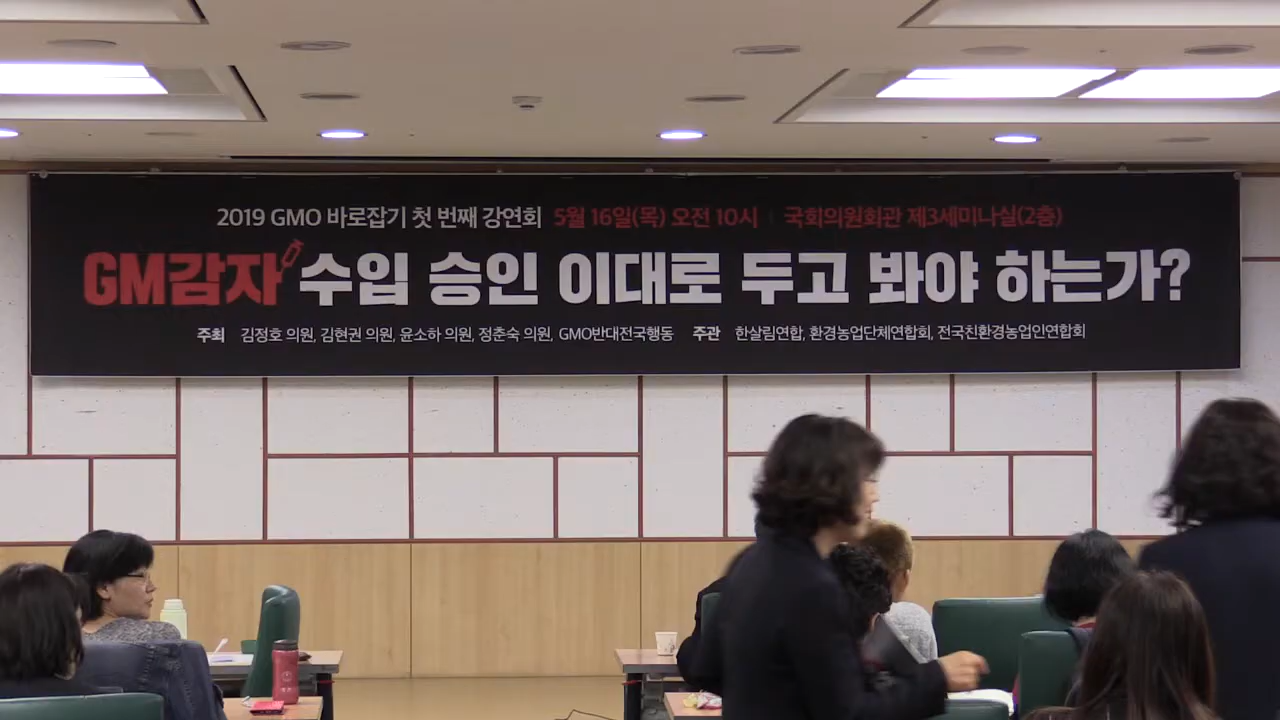 2019 GMO 바로잡기 첫 번째 강연회 5월 16일(목) 오전 10시 | 국회의원회관 제3세미나실(2층)
GM감자 수입 승인 이대로 두고 봐야 하는가?
주최 김정호 의원, 김현권 의원, 윤소하 의원, 정춘숙 의원, GMO반대전국행동 주관 한살림연합, 환경농업단체연합회, 전국친환경농업인연합회